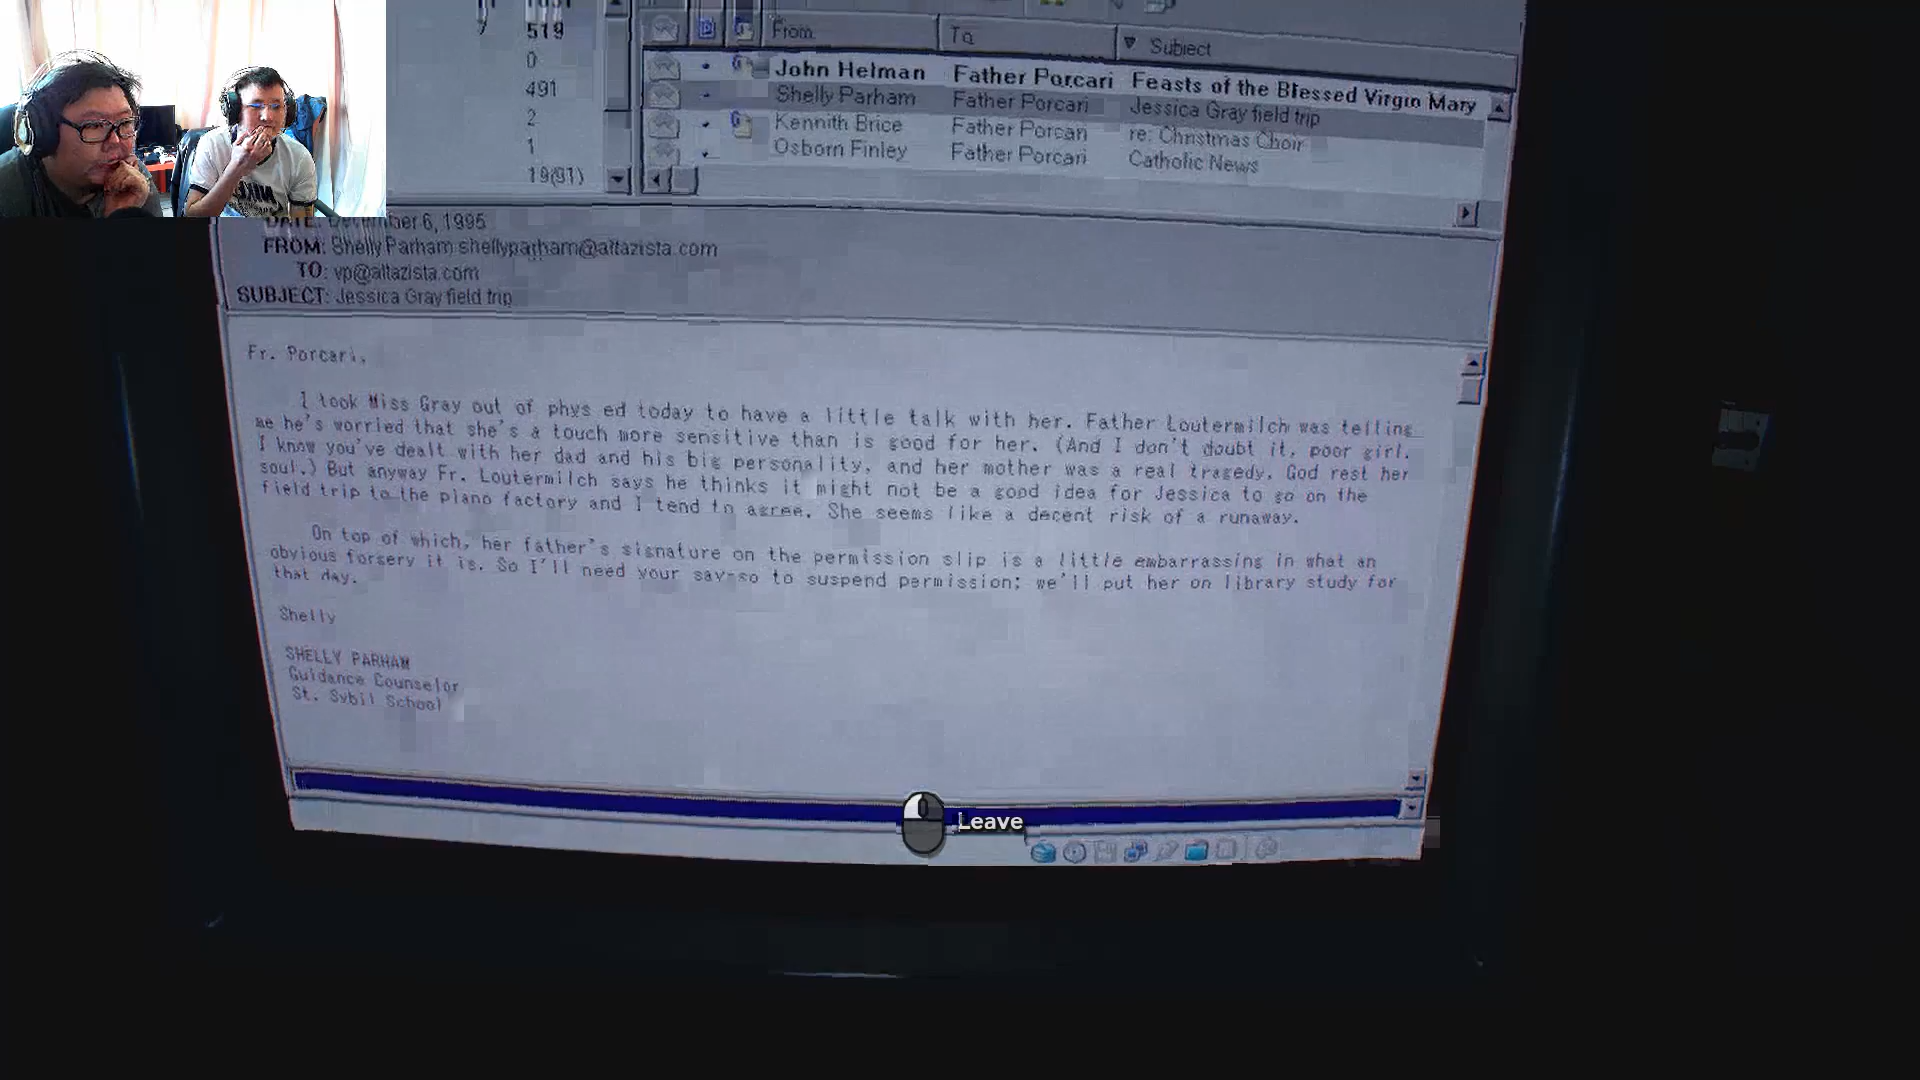 519
0
491
2
1
19(91)
From To Subject
John Helman Father Porcari Feasts of the Blessed Virgin Mary
Shelly Parham Father Porcari Jessica Gray field trip
Kennith Brice Father Porcari re: Christmas Choir
Osborn Finley Father Porcari Catholic News
DATE: December 6, 1995
FROM: Shelly Parham shellyparham@altazista.com
TO: vp@altazista.com
SUBJECT: Jessica Gray field trip
Fr. Porcari,
I took Miss Gray out of phys ed today to have a little talk with her. Father Loutermilch was telling
me he's worried that she's a touch more sensitive than is good for her. (And I don't doubt it, poor girl.
I know you've dealt with her dad and his big personality, and her mother was a real tragedy. God rest her
soul.) But anyway Fr. Loutermilch says he thinks it might not be a good idea for Jessica to go on the
field trip to the piano factory and I tend to agree. She seems like a decent risk of a runaway.
On top of which, her father's signature on the permission slip is a little embarrassing in what an
obvious forgery it is. So I'll need your say-so to suspend permission; we'll put her on library study for
that day.
Shelly
SHELLY PARHAM
Guidance Counselor
St. Sybil School
Leave